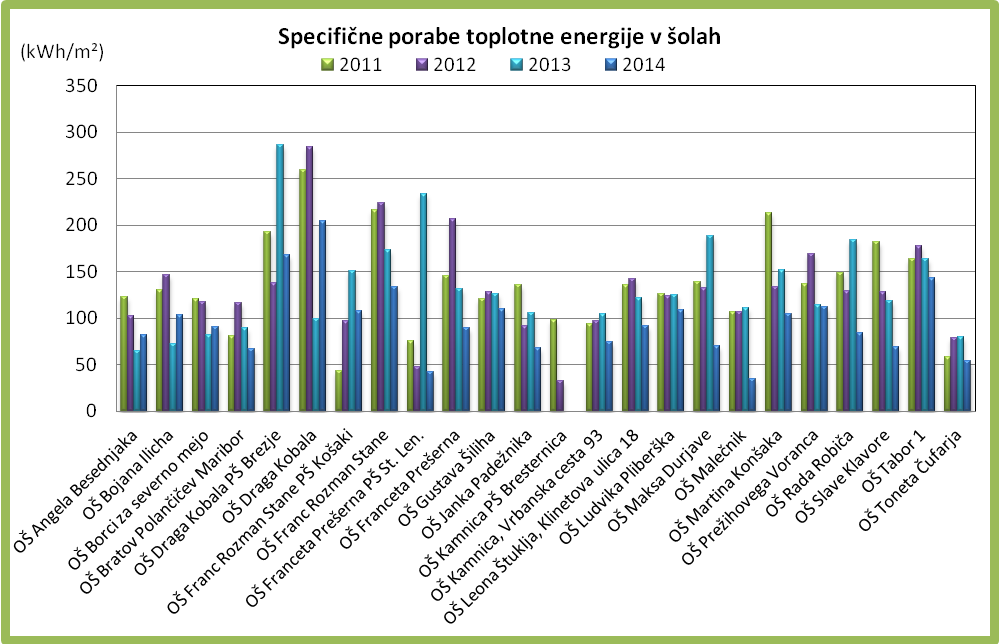 Specifične porabe toplotne energije v šolah
(kWh/m²)
2011 2012 2013 2014
350
300
250
200
150
100
50
0
OŠ Angela Besednjaka
OŠ Bojana Ilicha
OŠ Borci za severno mejo
OŠ Bratov Polančičev Maribor
OŠ Draga Kobala PŠ Brezje
OŠ Draga Kobala
OŠ Franc Rozman Stane PŠ Košaki
OŠ Franc Rozman Stane
OŠ Franceta Prešerna PŠ St. Len.
OŠ Franceta Prešerna
OŠ Gustava Šiliha
OŠ Janka Padežnika
OŠ Kamnica PŠ Bresternica
OŠ Kamnica, Vrbanska cesta 93
OŠ Leona Štuklja, Klinetova ulica 18
OŠ Ludvika Pliberška
OŠ Maksa Durjave
OŠ Malečnik
OŠ Martina Konšaka
OŠ Prežihovega Voranca
OŠ Rada Robiča
OŠ Slave Klavore
OŠ Tabor 1
OŠ Toneta Čufarja